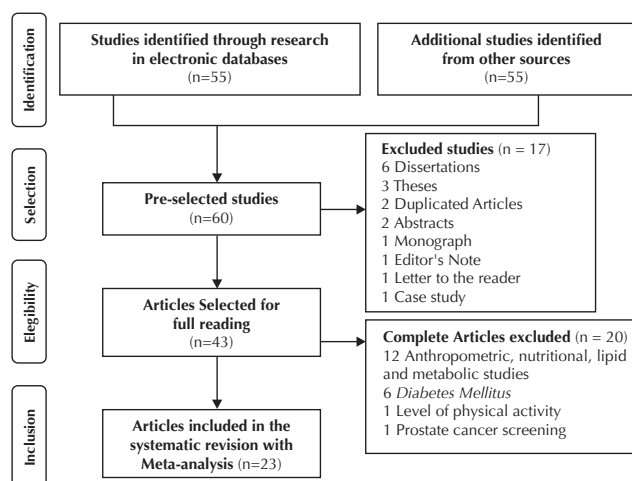 Identification
Studies identified through research
in electronic databases
(n=55)
Additional studies identified
from other sources
(n=55)
Selection
Pre-selected studies
(n=60)
Excluded studies (n = 17)
6 Dissertations
3 Theses
2 Duplicated Articles
2 Abstracts
1 Monograph
1 Editor's Note
1 Letter to the reader
1 Case study
Elegibility
Articles Selected for
full reading
(n=43)
Complete Articles excluded (n = 20)
12 Anthropometric, nutritional, lipid
and metabolic studies
6 Diabetes Mellitus
1 Level of physical activity
1 Prostate cancer screening
Inclusion
Articles included in the
systematic revision with
Meta-analysis (n=23)